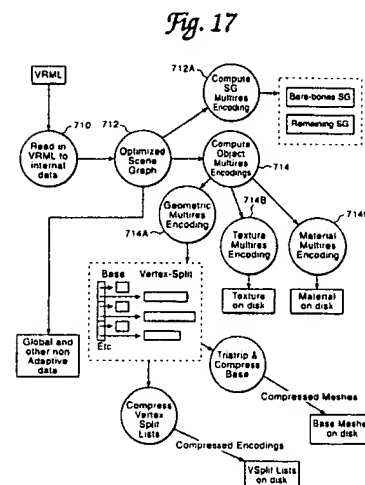 Fig. 17
VRML
710
Read in
VRML to
internal
data
712
Optimized
Scene
Graph
712A
Compute
SG Multires
Encoding
Bare-bones SG
Remaining SG
Compute
Object
Multires
Encodings
714
Geometric
Multires
Encoding
714A
714B
Texture
Multires
Encoding
Material
Multires
Encoding
Texture
on disk
Material
on disk
Base
Vertex-Split
Etc
Global and
other non
Adaptive
data
Tristrip &
Compress
Base
Compressed Meshes
Base Meshes
on disk
Compress
Vertex
Split
Lists
Compressed Encodings
VSplit Lists
on disk